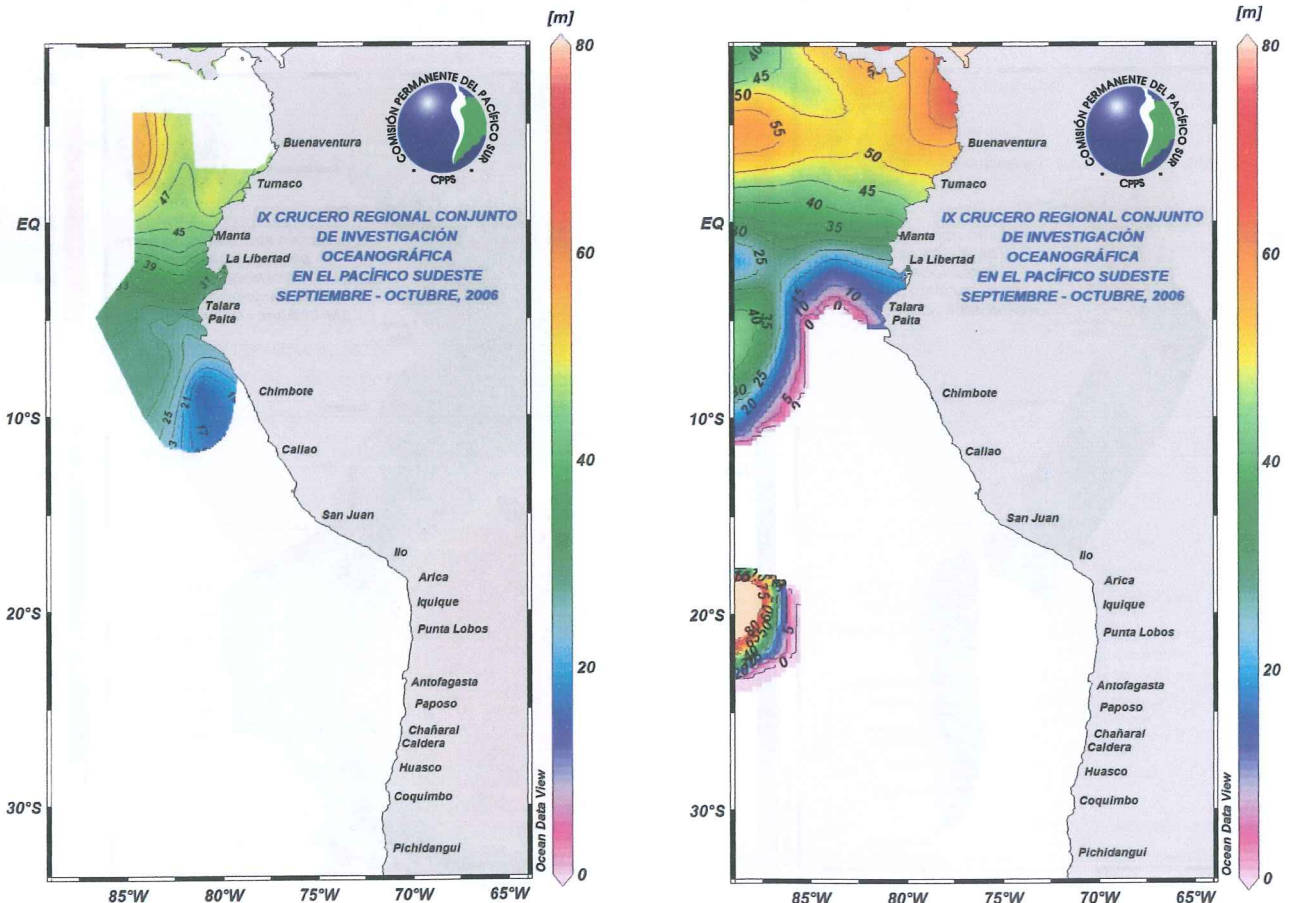 [m]
80
60
40
20
0
COMISIÓN PERMANENTE DEL PACÍFICO SUR
CPPS
Buenaventura
Tumaco
IX CRUCERO REGIONAL CONJUNTO
DE INVESTIGACIÓN
OCEANOGRÁFICA
EN EL PACÍFICO SUDESTE
SEPTIEMBRE - OCTUBRE, 2006
Manta
La Libertad
Talara
Paita
Chimbote
Callao
San Juan
Ilo
Arica
Iquique
Punta Lobos
Antofagasta
Paposo
Chañaral
Caldera
Huasco
Coquimbo
Pichidangui
EQ
10°S
20°S
30°S
85°W
80°W
75°W
70°W
65°W
47
45
39
31
25
21
17
Ocean Data View
[m]
80
60
40
20
0
COMISIÓN PERMANENTE DEL PACÍFICO SUR
CPPS
Buenaventura
Tumaco
IX CRUCERO REGIONAL CONJUNTO
DE INVESTIGACIÓN
OCEANOGRÁFICA
EN EL PACÍFICO SUDESTE
SEPTIEMBRE - OCTUBRE, 2006
Manta
La Libertad
Talara
Paita
Chimbote
Callao
San Juan
Ilo
Arica
Iquique
Punta Lobos
Antofagasta
Paposo
Chañaral
Caldera
Huasco
Coquimbo
Pichidangui
EQ
10°S
20°S
30°S
85°W
80°W
75°W
70°W
65°W
40
45
50
55
50
45
40
35
30
25
15
10
10
0
0
35
40
30
25
20
5
80
5
0
Ocean Data View